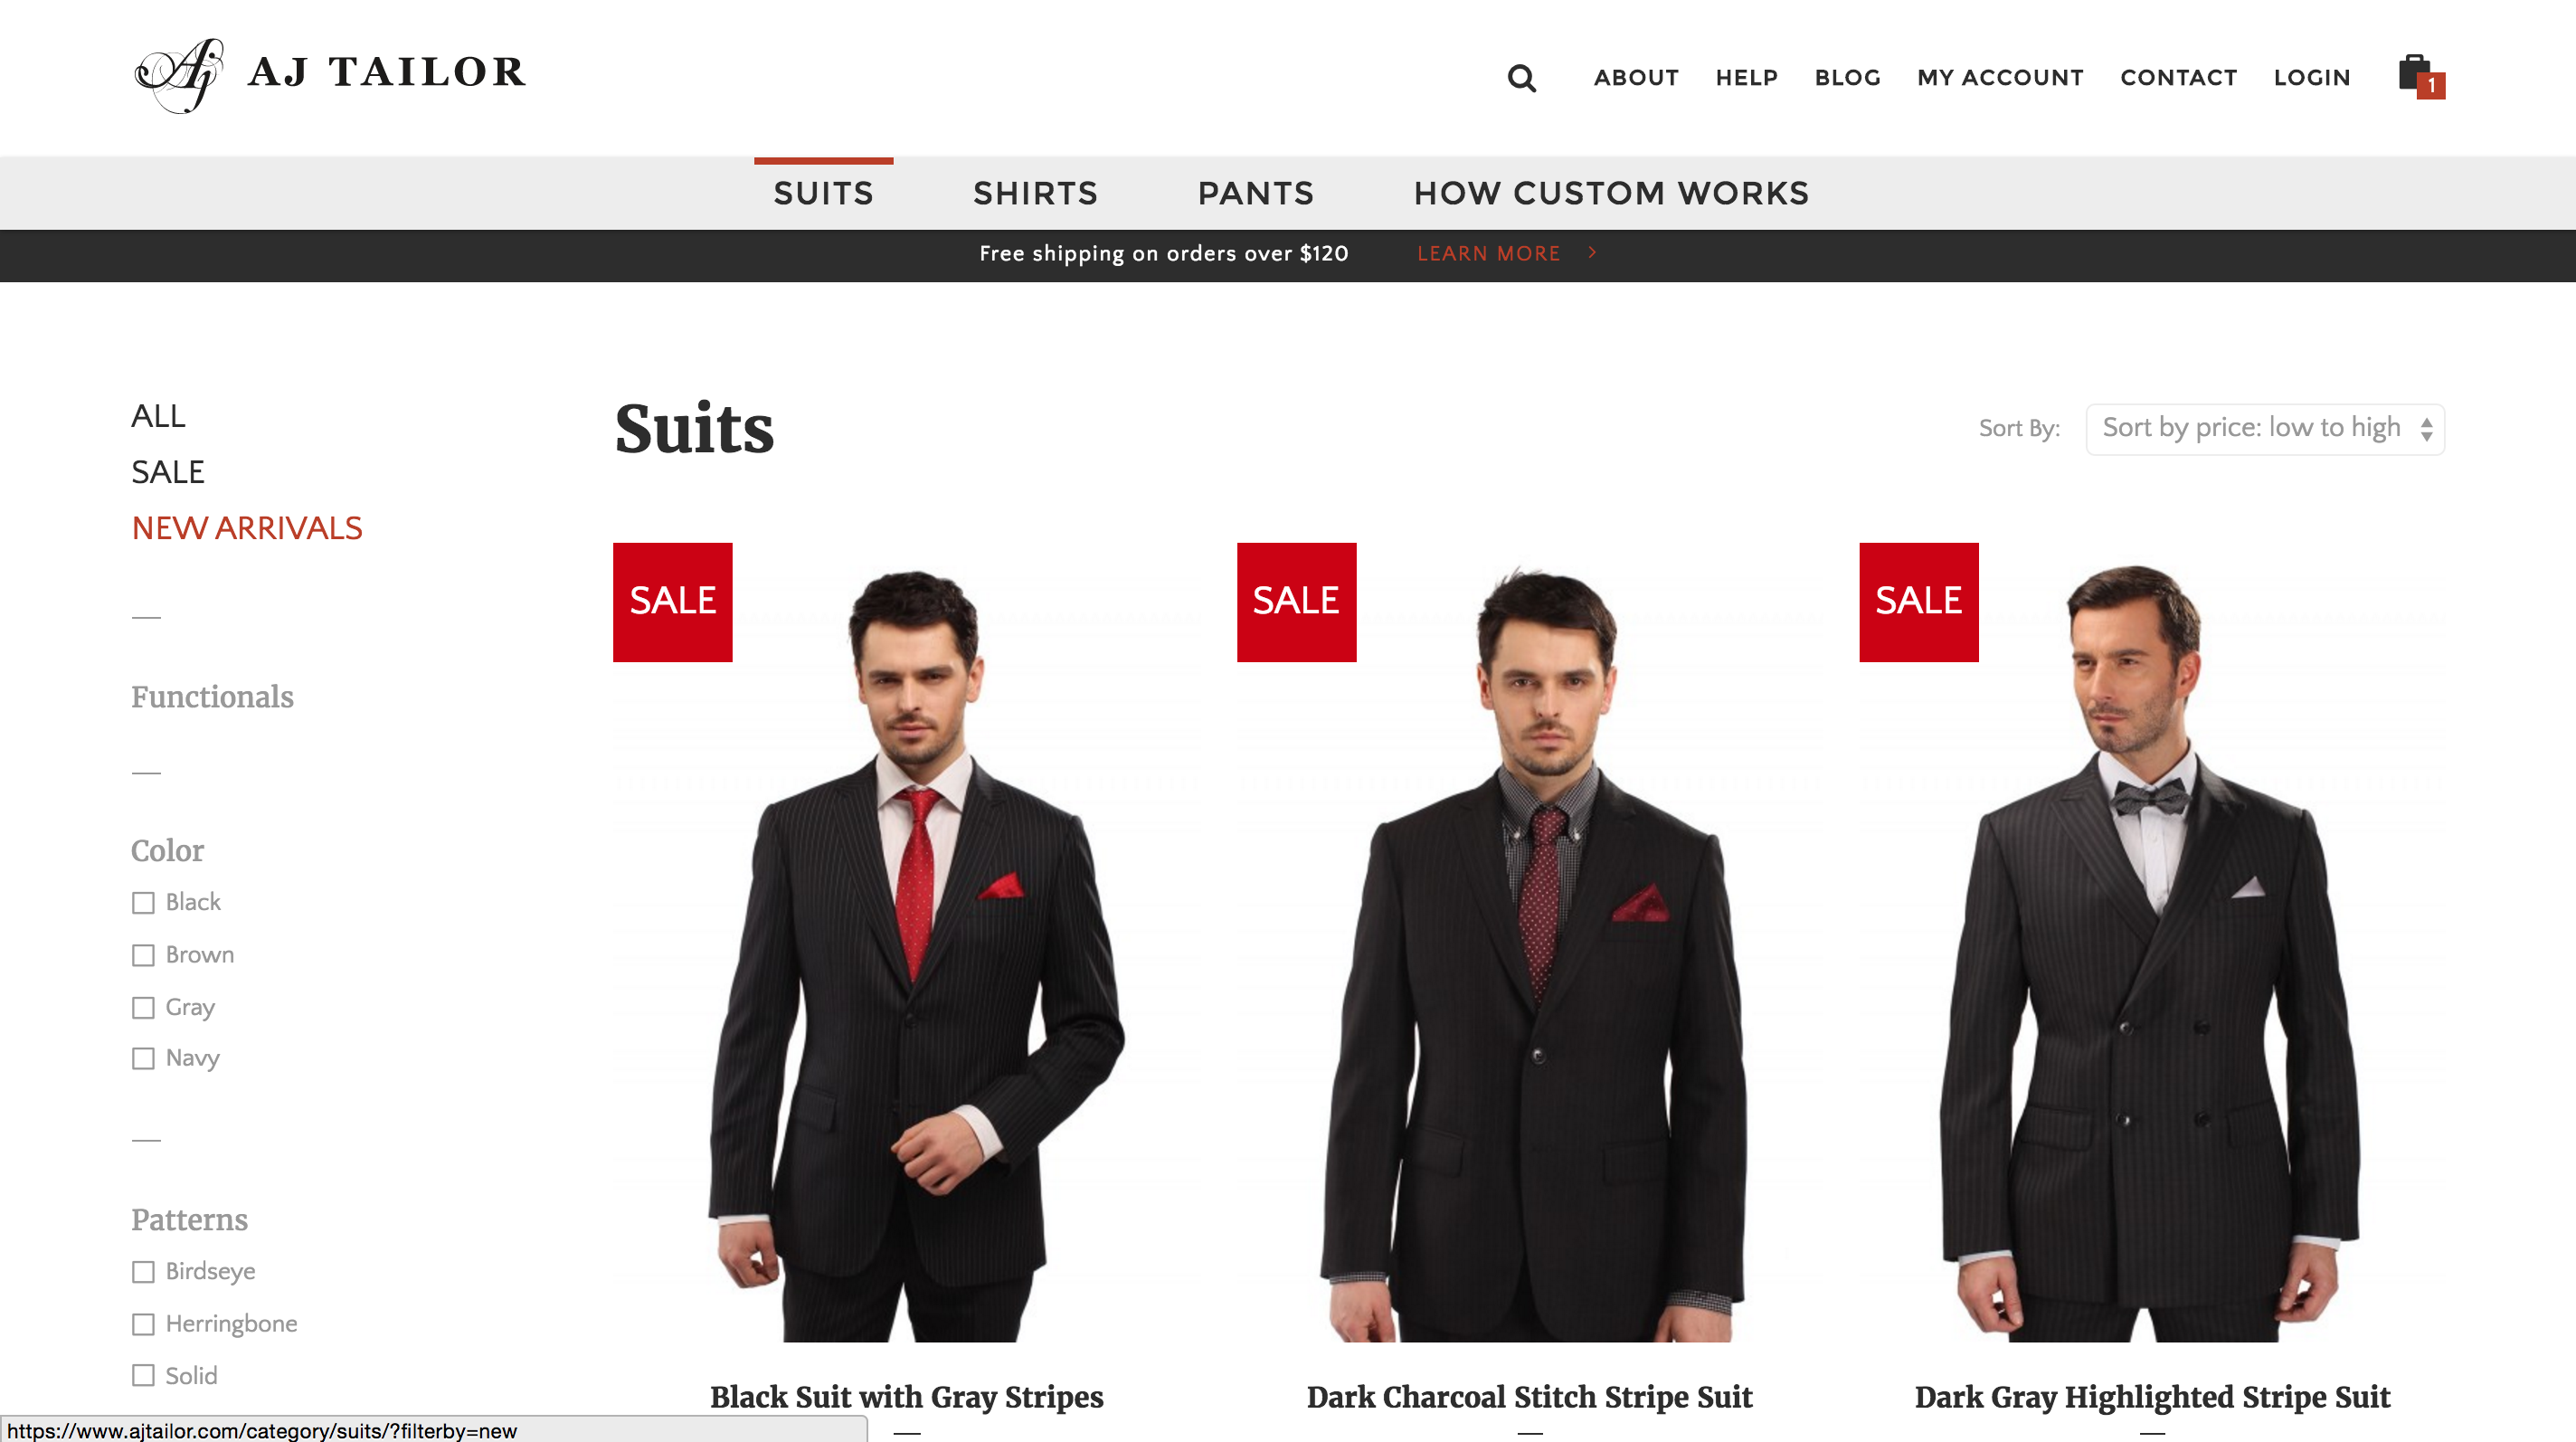 Aj AJ TAILOR
ABOUT HELP BLOG MY ACCOUNT CONTACT LOGIN 1
SUITS SHIRTS PANTS HOW CUSTOM WORKS
Free shipping on orders over $120 LEARN MORE >
ALL
SALE
NEW ARRIVALS
Functionals
Color
Black
Brown
Gray
Navy
Patterns
Birdseye
Herringbone
Solid
Suits
Sort By: Sort by price: low to high
SALE SALE SALE
Black Suit with Gray Stripes
Dark Charcoal Stitch Stripe Suit
Dark Gray Highlighted Stripe Suit
https://www.ajtailor.com/category/suits/?filterby=new